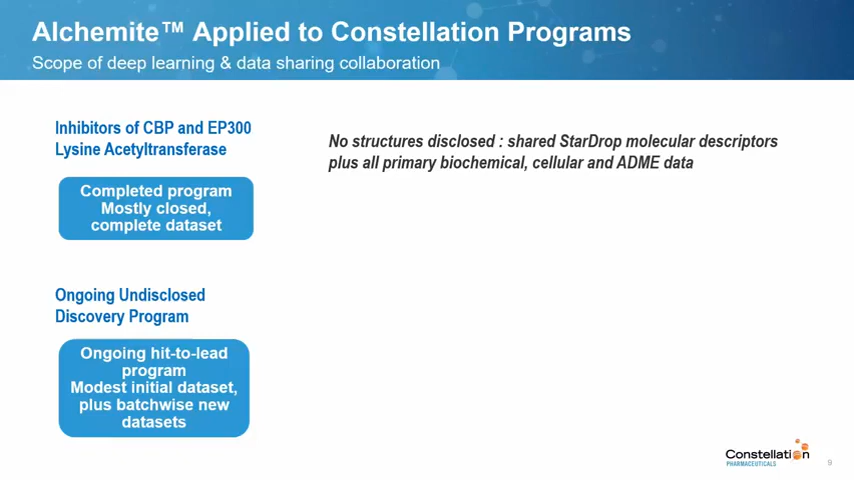 Alchemite™ Applied to Constellation Programs
Scope of deep learning & data sharing collaboration
Inhibitors of CBP and EP300
Lysine Acetyltransferase
No structures disclosed : shared StarDrop molecular descriptors
plus all primary biochemical, cellular and ADME data
Completed program
Mostly closed,
complete dataset
Ongoing Undisclosed
Discovery Program
Ongoing hit-to-lead
program
Modest initial dataset,
plus batchwise new
datasets
Constellation
PHARMACEUTICALS
9